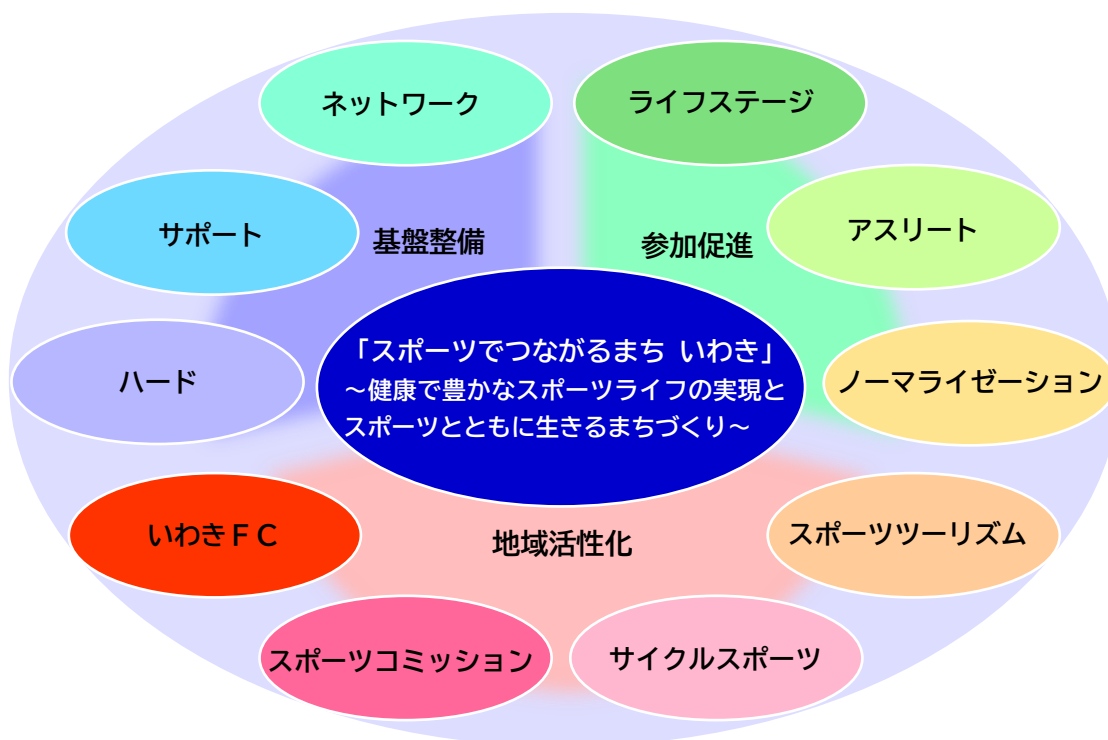 ネットワーク
ライフステージ
サポート
基盤整備
参加促進
アスリート
「スポーツでつながるまち いわき」
～健康で豊かなスポーツライフの実現と
スポーツとともに生きるまちづくり～
ハード
ノーマライゼーション
いわきＦＣ
地域活性化
スポーツツーリズム
スポーツコミッション
サイクルスポーツ